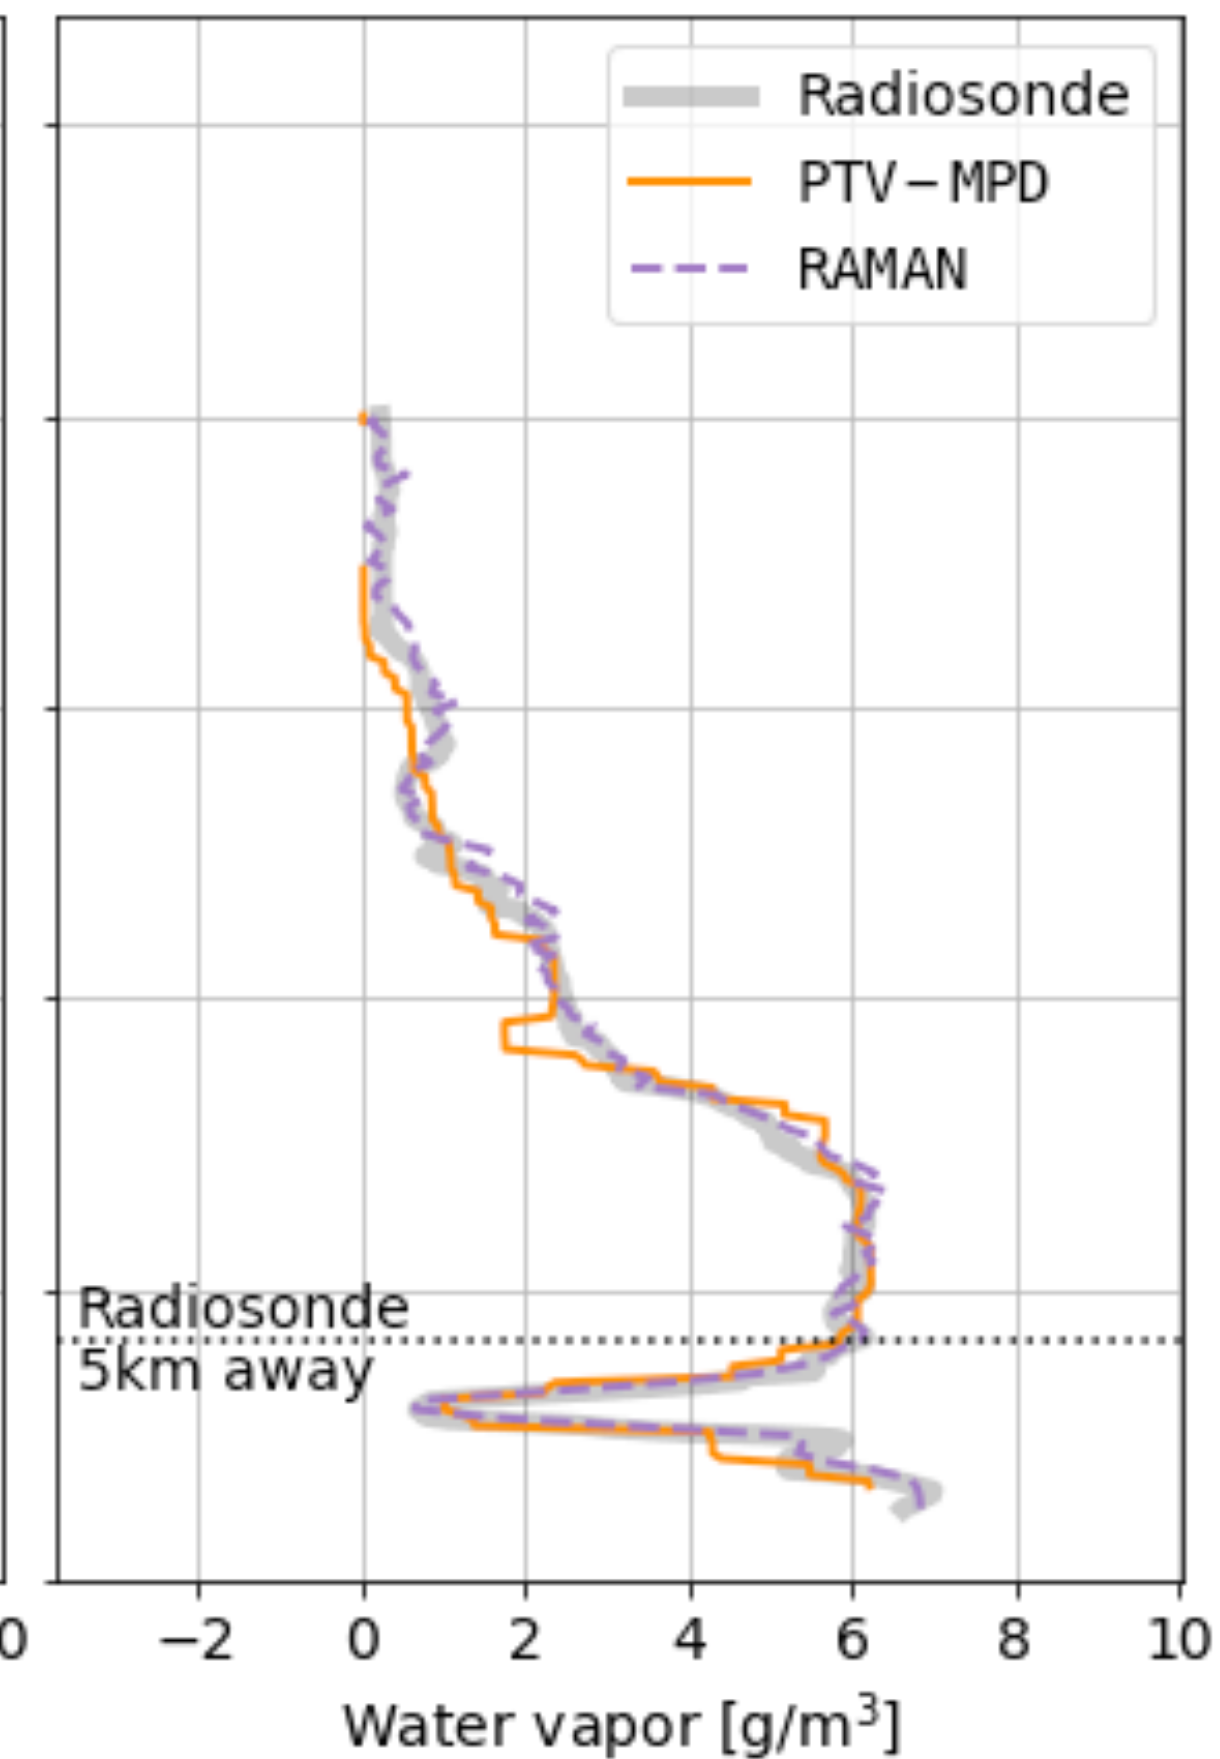 Radiosonde
PTV−MPD
RAMAN
Radiosonde
5km away
0 −2 0 2 4 6 8 10
Water vapor [g/m³]